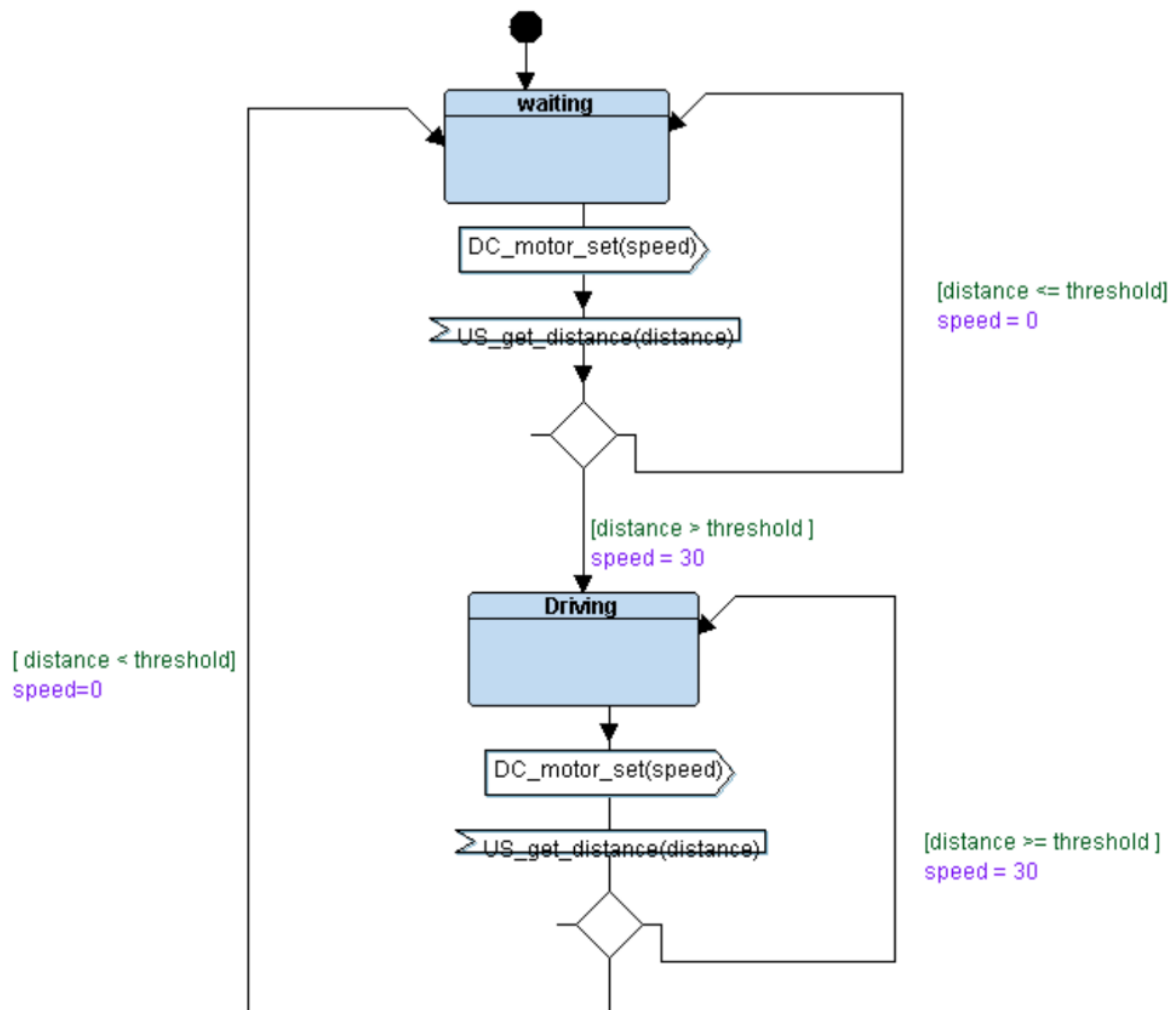 waiting
DC_motor_set(speed)
[distance <= threshold]
speed = 0
US_get_distance(distance)
[distance > threshold ]
speed = 30
Driving
[ distance < threshold]
speed=0
DC_motor_set(speed)
US_get_distance(distance)
[distance >= threshold ]
speed = 30